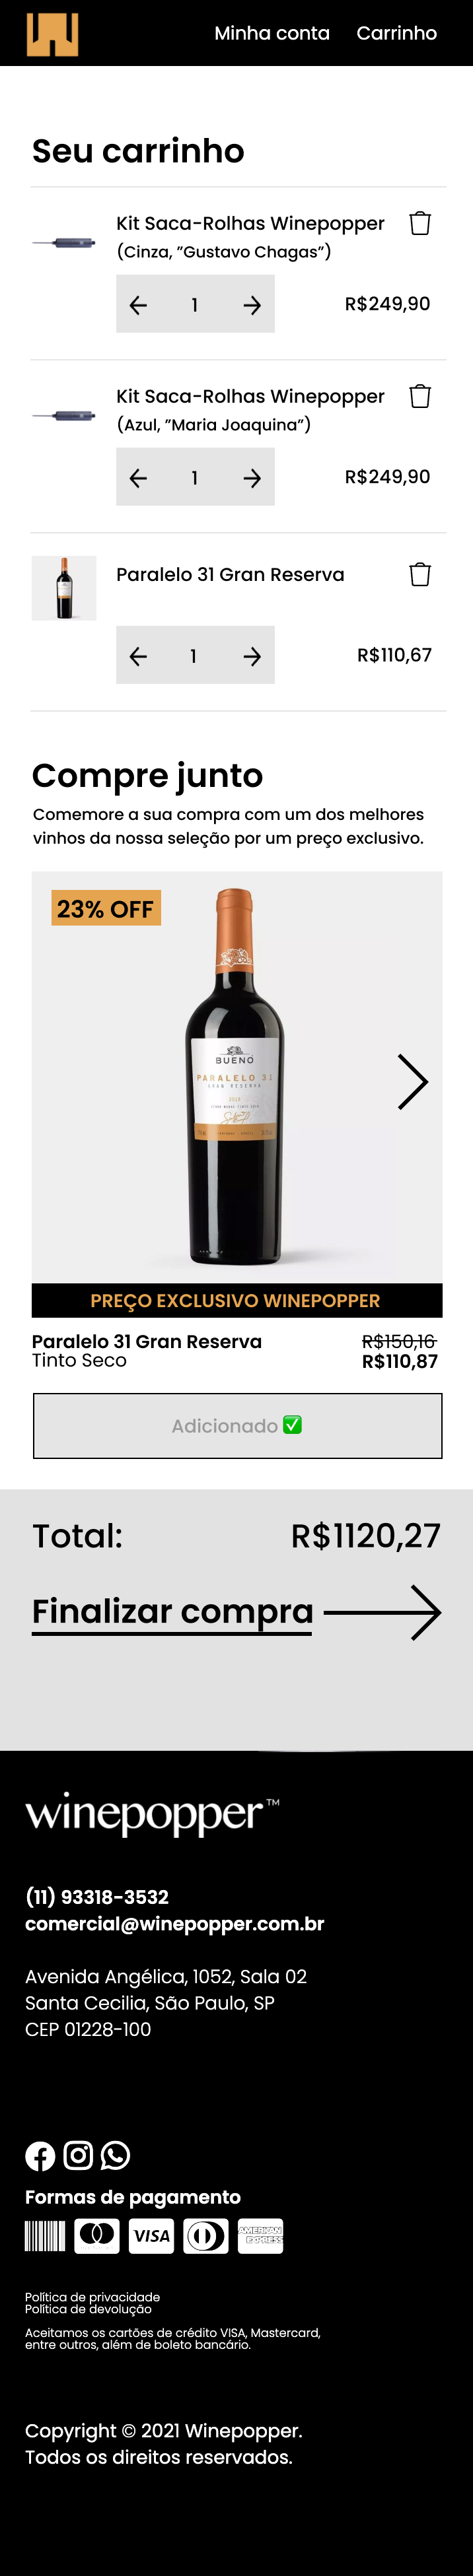 Minha conta Carrinho
Seu carrinho
Kit Saca-Rolhas Winepopper
(Cinza, ”Gustavo Chagas”)
1 R$249,90
Kit Saca-Rolhas Winepopper
(Azul, ”Maria Joaquina”)
1 R$249,90
Paralelo 31 Gran Reserva
1 R$110,67
Compre junto
Comemore a sua compra com um dos melhores
vinhos da nossa seleção por um preço exclusivo.
23% OFF
BUENO
PARALELO 31
GRAN RESERVA
PREÇO EXCLUSIVO WINEPOPPER
Paralelo 31 Gran Reserva R$150,16
Tinto Seco R$110,87
Adicionado ✅
Total: R$1120,27
Finalizar compra
winepopper™
(11) 93318-3532
comercial@winepopper.com.br
Avenida Angélica, 1052, Sala 02
Santa Cecilia, São Paulo, SP
CEP 01228-100
Formas de pagamento
VISA AMERICAN EXPRESS
Política de privacidade
Política de devolução
Aceitamos os cartões de crédito VISA, Mastercard,
entre outros, além de boleto bancário.
Copyright © 2021 Winepopper.
Todos os direitos reservados.